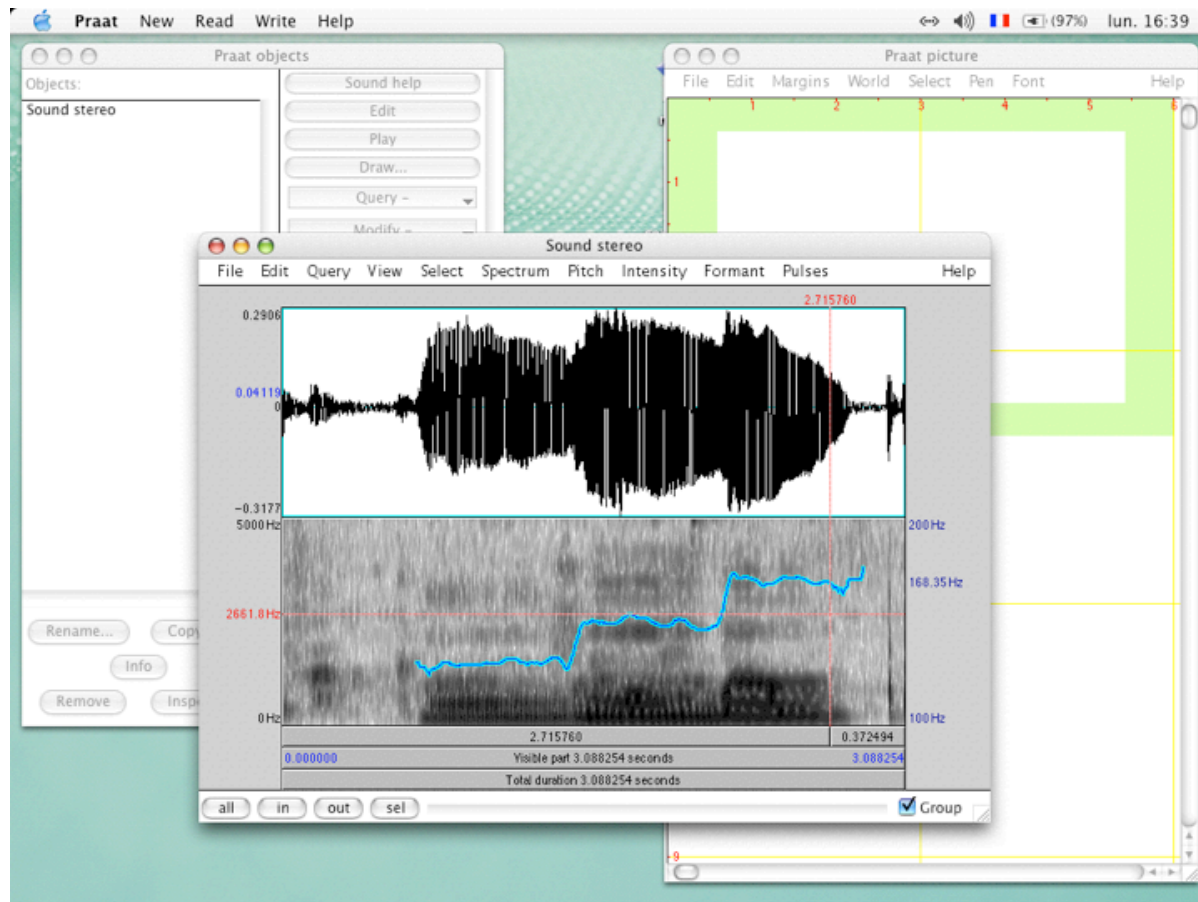 Praat New Read Write Help (97%) lun. 16:39
Praat objects
Objects:
Sound stereo
Sound help
Edit
Play
Draw...
Query -
Modify -
Rename... Copy
Info
Remove Insp
Praat picture
File Edit Margins World Select Pen Font Help
1 2 3 4 5 6
1
9
Sound stereo
File Edit Query View Select Spectrum Pitch Intensity Formant Pulses Help
2.715760
0.2906
0.04119
0
-0.3177
5000 Hz 200 Hz
168.35 Hz
2661.8 Hz
0 Hz 100 Hz
2.715760 0.372494
0.000000 Visible part 3.088254 seconds 3.088254
Total duration 3.088254 seconds
all in out sel Group